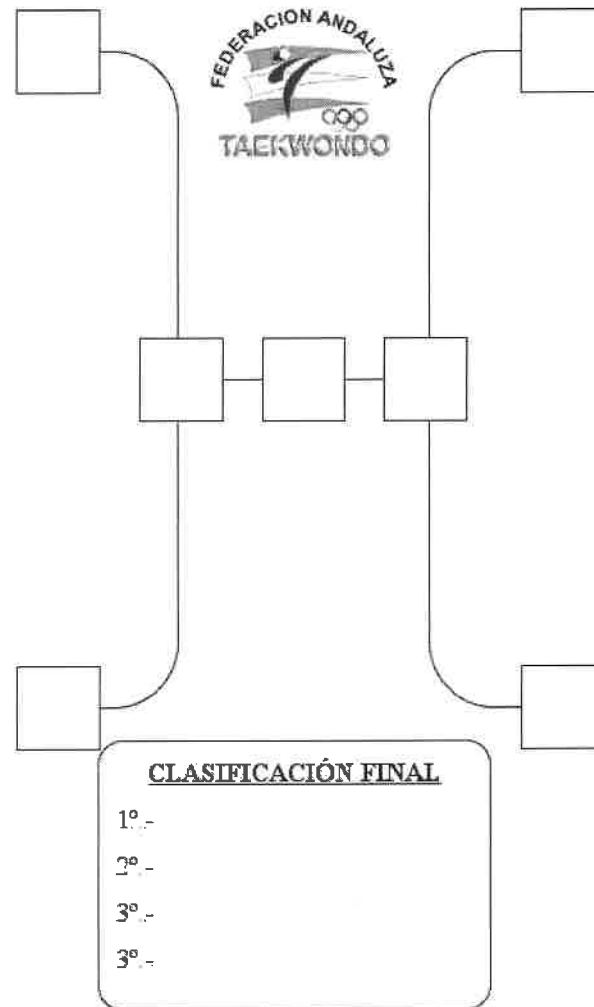 FEDERACION ANDALUZA
TAEKWONDO
CLASIFICACIÓN FINAL
1º.-
2º.-
3º.-
3º.-